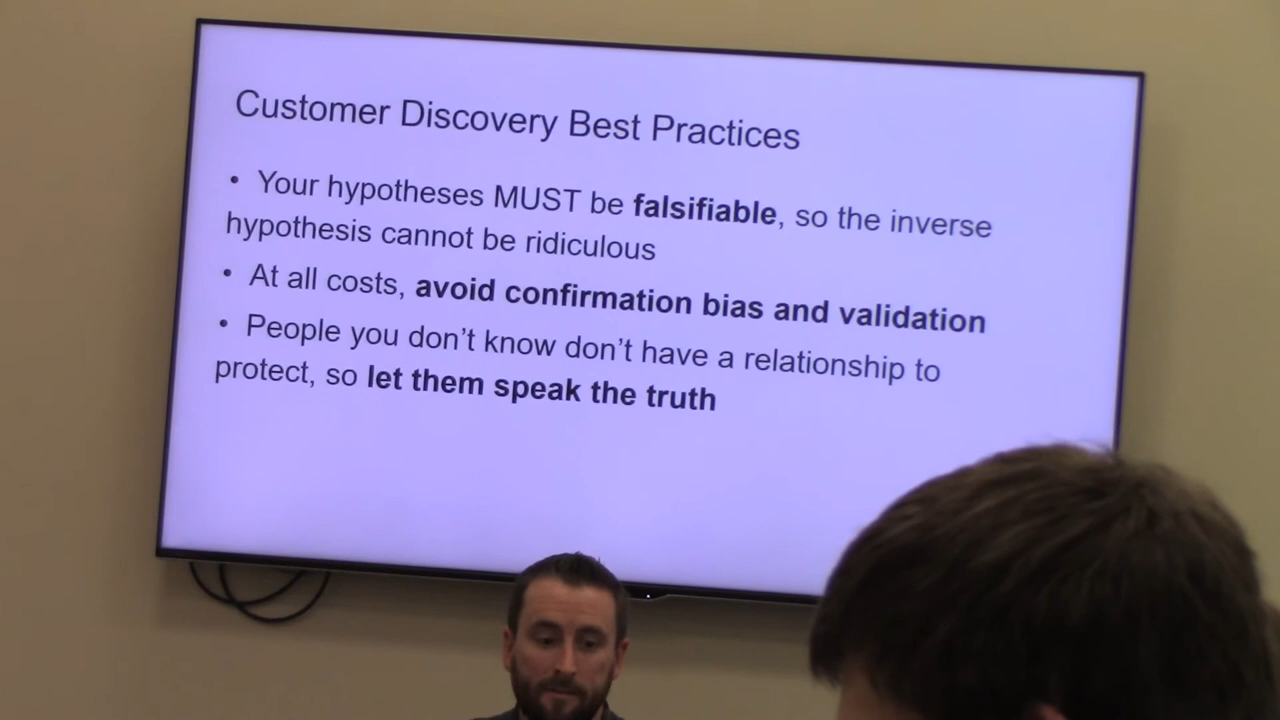 Customer Discovery Best Practices
• Your hypotheses MUST be falsifiable, so the inverse
hypothesis cannot be ridiculous
• At all costs, avoid confirmation bias and validation
• People you don’t know don’t have a relationship to
protect, so let them speak the truth